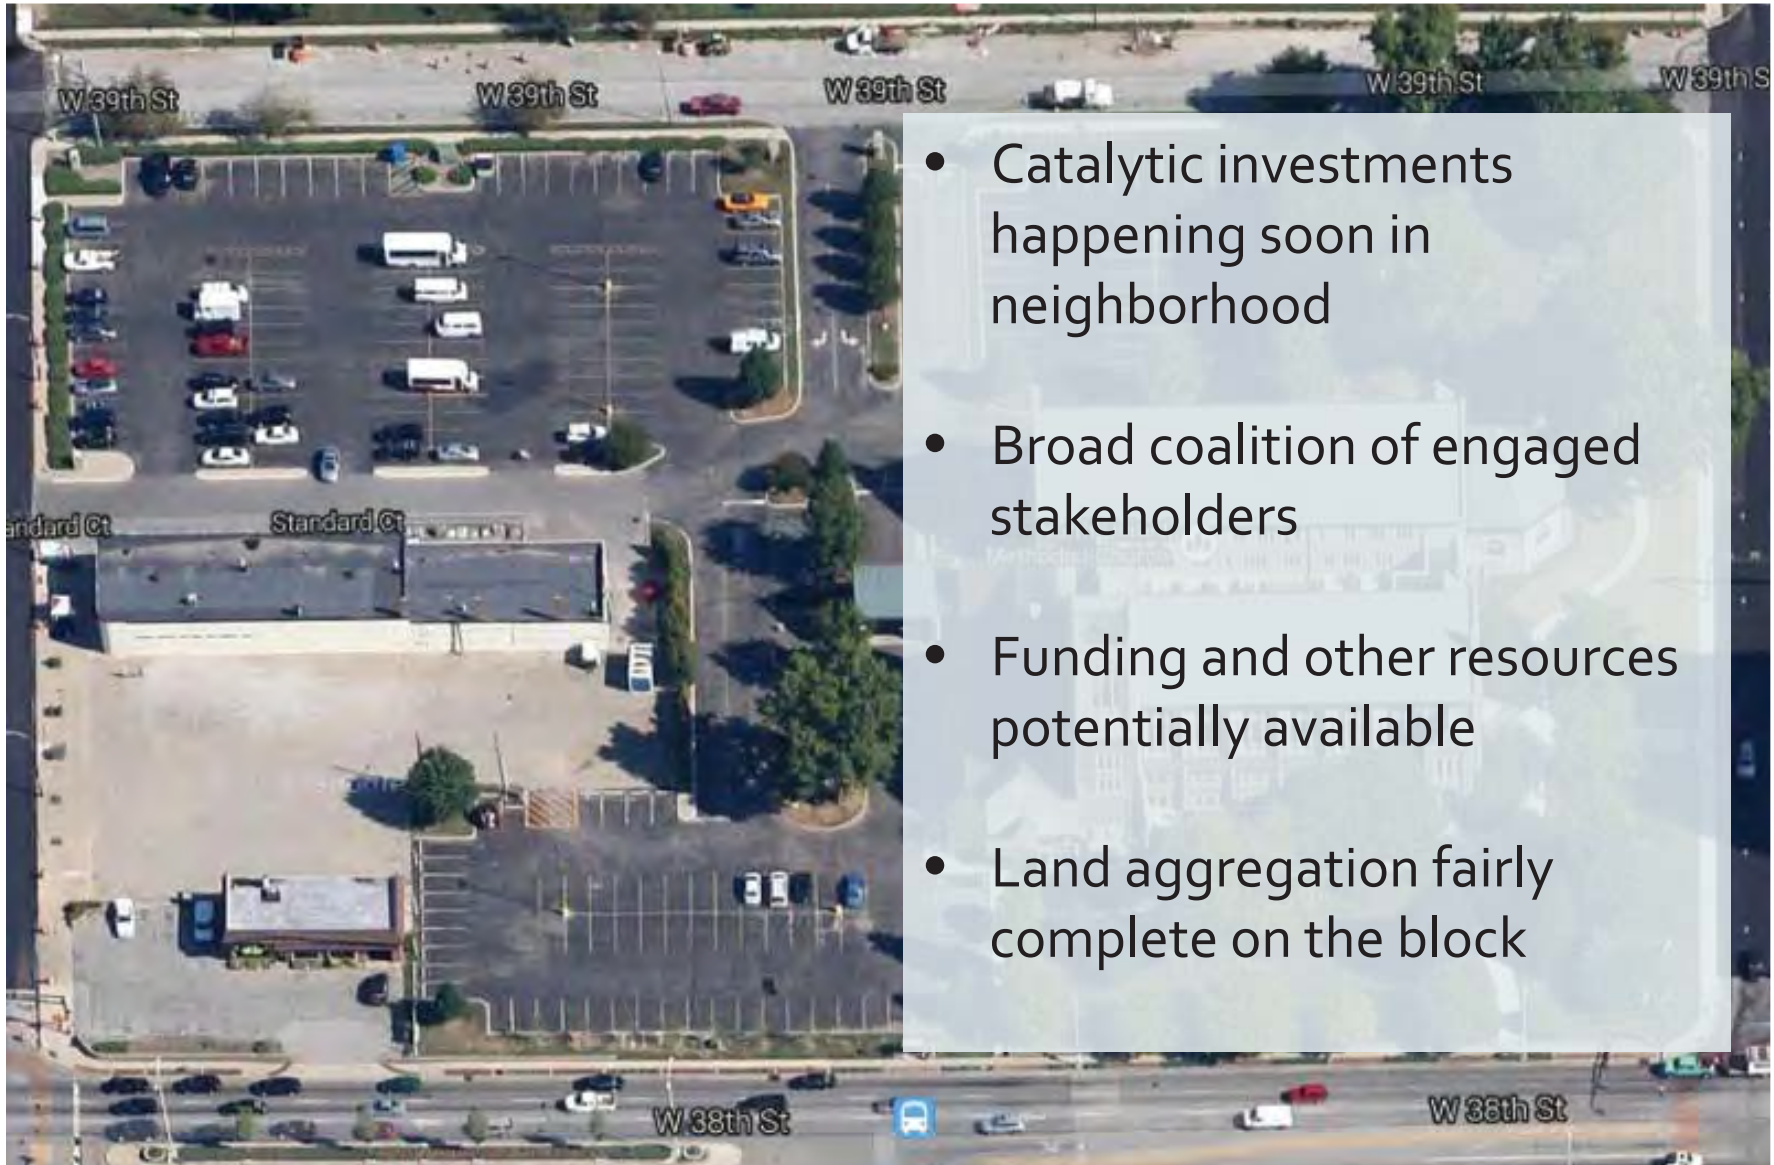 W 39th St
W 39th St
W 39th St
W 39th St
W 39th S
• Catalytic investments
happening soon in
neighborhood
• Broad coalition of engaged
stakeholders
• Funding and other resources
potentially available
• Land aggregation fairly
complete on the block
andard Ct
Standard Ct
W 38th St
W 38th St